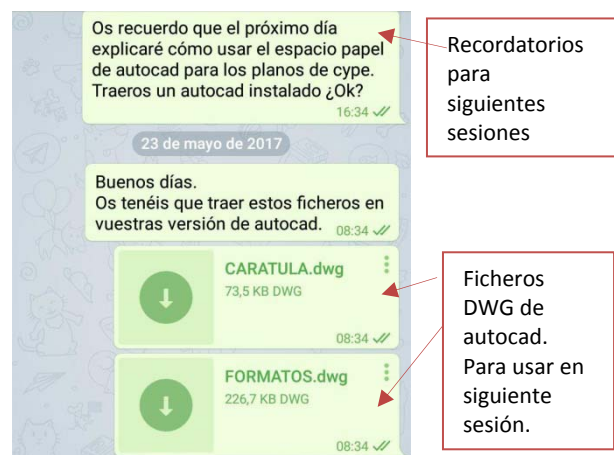 Os recuerdo que el próximo día
explicaré cómo usar el espacio papel
de autocad para los planos de cype.
Traeros un autocad instalado ¿Ok?
16:34
23 de mayo de 2017
Buenos días.
Os tenéis que traer estos ficheros en
vuestras versión de autocad. 08:34
CARATULA.dwg
73,5 KB DWG
08:34
FORMATOS.dwg
226,7 KB DWG
08:34
Recordatorios
para
siguientes
sesiones
Ficheros
DWG de
autocad.
Para usar en
siguiente
sesión.